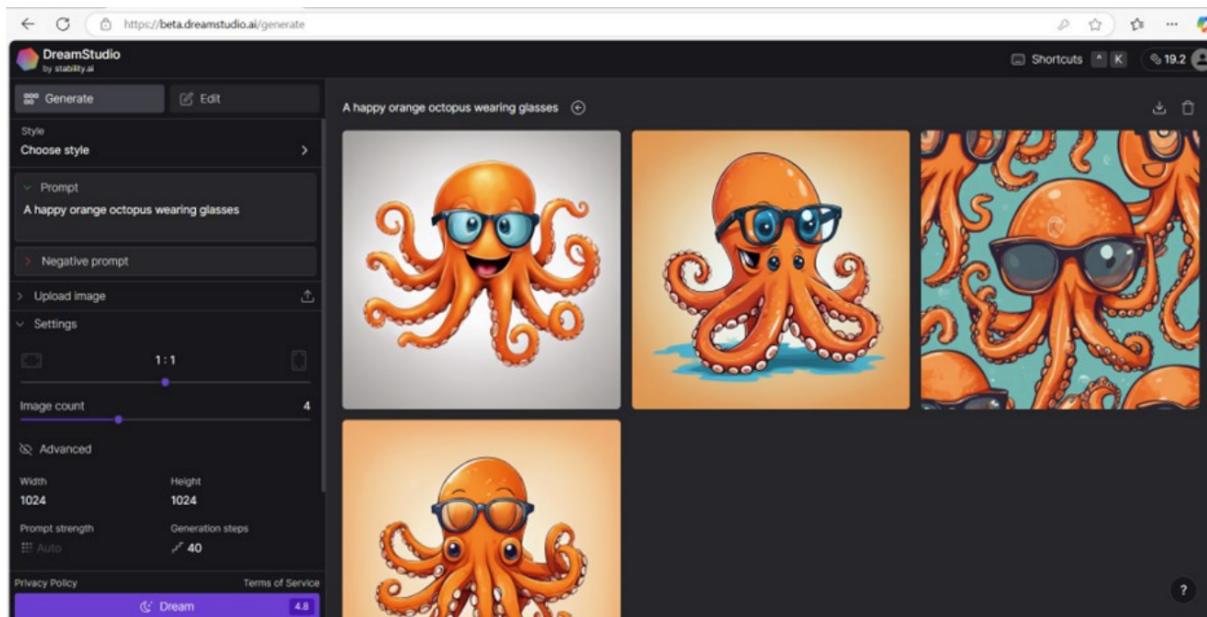 https://beta.dreamstudio.ai/generate
DreamStudio
by stability.ai
Shortcuts ^ K
19.2
Generate
Edit
Style
Choose style
Prompt
A happy orange octopus wearing glasses
Negative prompt
Upload image
Settings
1 : 1
Image count 4
Advanced
Width Height
1024 1024
Prompt strength Generation steps
Auto 40
Privacy Policy Terms of Service
Dream 4.8
A happy orange octopus wearing glasses
?